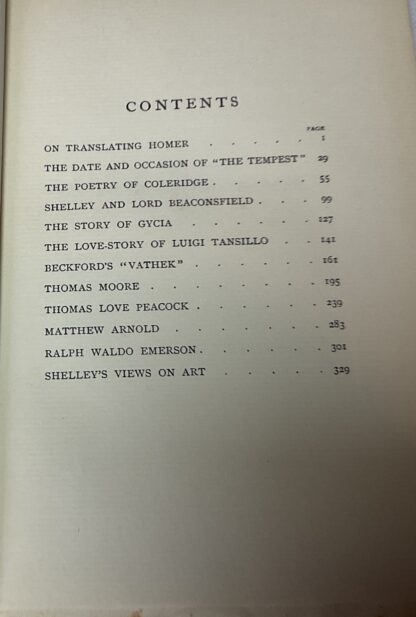 CONTENTS
PAGE
ON TRANSLATING HOMER . . . . . 1
THE DATE AND OCCASION OF "THE TEMPEST" 29
THE POETRY OF COLERIDGE . . . . . 55
SHELLEY AND LORD BEACONSFIELD . . . 99
THE STORY OF GYCIA . . . . . . 127
THE LOVE-STORY OF LUIGI TANSILLO . . 141
BECKFORD'S "VATHEK" . . . . . . 161
THOMAS MOORE . . . . . . . . 195
THOMAS LOVE PEACOCK . . . . . . 239
MATTHEW ARNOLD . . . . . . . 283
RALPH WALDO EMERSON . . . . . . 301
SHELLEY'S VIEWS ON ART . . . . . 329